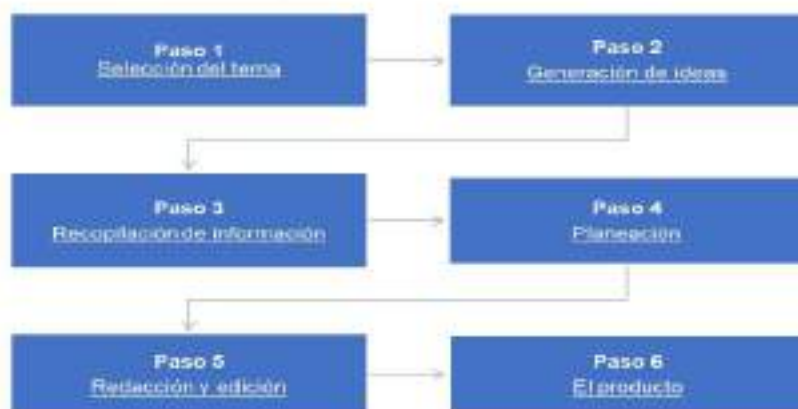 Paso 1
Selección del tema
Paso 2
Generación de ideas
Paso 3
Recopilación de información
Paso 4
Planeación
Paso 5
Redacción y edición
Paso 6
El producto